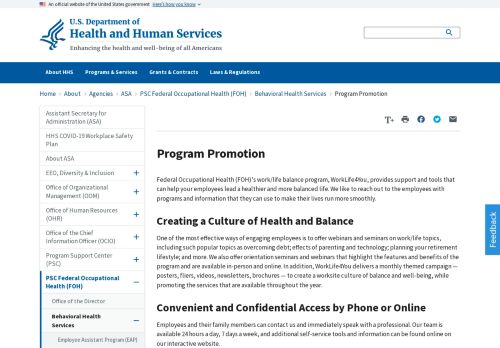 An official website of the United States government Here's how you know
U.S. Department of
Health and Human Services
Enhancing the health and well-being of all Americans
About HHS Programs & Services Grants & Contracts Laws & Regulations
Home › About › Agencies › ASA › PSC Federal Occupational Health (FOH) › Behavioral Health Services › Program Promotion
Assistant Secretary for
Administration (ASA)
HHS COVID-19 Workplace Safety
Plan
About ASA
EEO, Diversity & Inclusion +
Office of Organizational
Management (OOM) +
Office of Human Resources
(OHR) +
Office of the Chief
Information Officer (OCIO) +
Program Support Center
(PSC) +
PSC Federal Occupational
Health (FOH) −
Office of the Director
Behavioral Health
Services −
Employee Assistant Program (EAP)
T+
Program Promotion
Federal Occupational Health (FOH)'s work/life balance program, WorkLife4You, provides support and tools that
can help your employees lead a healthier and more balanced life. We like to reach out to the employees with
programs and information that they can use to make their lives run more smoothly.
Creating a Culture of Health and Balance
One of the most effective ways of engaging employees is to offer webinars and seminars on work/life topics,
including such popular topics as overcoming debt; effects of parenting and technology; planning your retirement
lifestyle; and more. We also offer orientation seminars and webinars that highlight the features and benefits of the
program and are available in-person and online. In addition, WorkLife4You delivers a monthly themed campaign —
posters, fliers, videos, newsletters, brochures — to create a worksite culture of balance and well-being, while
promoting the services that are available throughout the year.
Convenient and Confidential Access by Phone or Online
Employees and their family members can contact us and immediately speak with a professional. Our team is
available 24 hours a day, 7 days a week, and additional self-service tools and information can be found online on
our interactive website.
Feedback